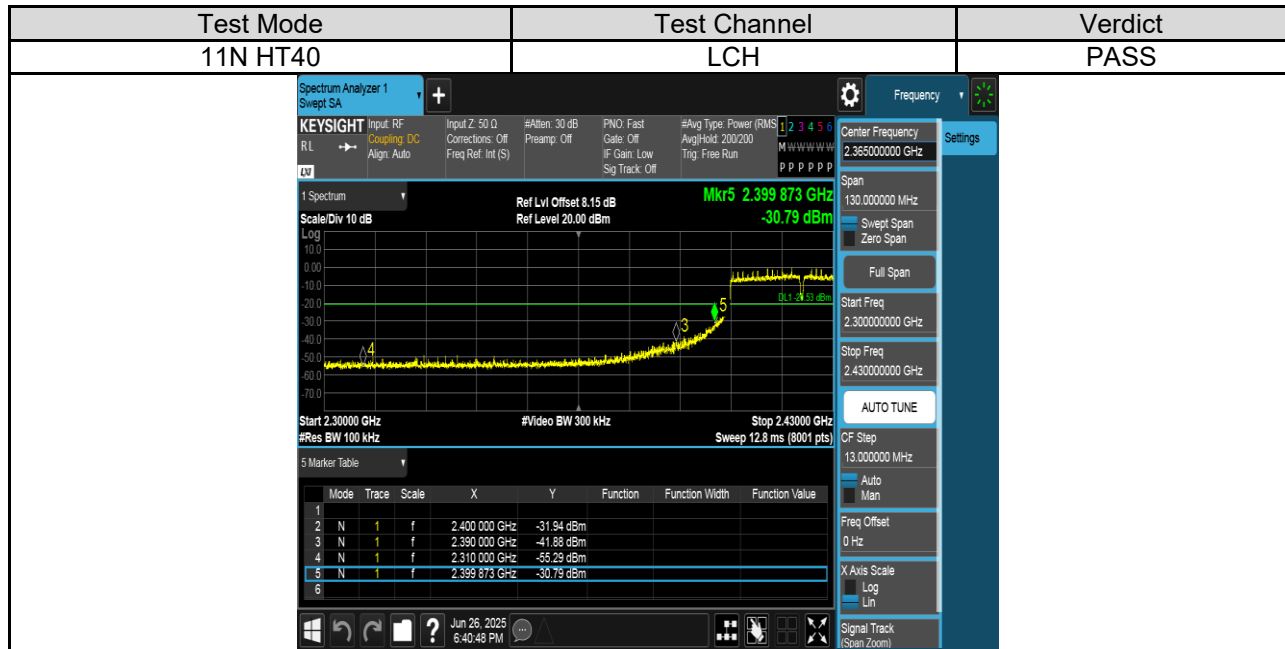 Test Mode Test Channel Verdict
11N HT40 LCH PASS
Spectrum Analyzer 1
Swept SA
Frequency
KEYSIGHT
RL
LXI
Input: RF
Coupling: DC
Align: Auto
Input Z: 50 Ω
Corrections: Off
Freq Ref: Int (S)
#Atten: 30 dB
Preamp: Off
PNO: Fast
Gate: Off
IF Gain: Low
Sig Track: Off
#Avg Type: Power (RMS
Avg|Hold: 200/200
Trig: Free Run
1 2 3 4 5 6
M W W W W W
P P P P P P
1 Spectrum
Scale/Div 10 dB
Ref Lvl Offset 8.15 dB
Ref Level 20.00 dBm
Mkr5 2.399 873 GHz
-30.79 dBm
Log
10.0
0.00
-10.0
-20.0
-30.0
-40.0
-50.0
-60.0
-70.0
4
3
5
Start 2.30000 GHz #Video BW 300 kHz Stop 2.43000 GHz
#Res BW 100 kHz Sweep 12.8 ms (8001 pts)
5 Marker Table
Mode Trace Scale X Y Function Function Width Function Value
1
2 N 1 f 2.400 000 GHz -31.94 dBm
3 N 1 f 2.390 000 GHz -41.88 dBm
4 N 1 f 2.310 000 GHz -55.29 dBm
5 N 1 f 2.399 873 GHz -30.79 dBm
6
?
Jun 26, 2025
6:40:48 PM
Settings
Center Frequency
2.365000000 GHz
Span
130.000000 MHz
Swept Span
Zero Span
Full Span
Start Freq
2.300000000 GHz
Stop Freq
2.430000000 GHz
AUTO TUNE
CF Step
13.000000 MHz
Auto
Man
Freq Offset
0 Hz
X Axis Scale
Log
Lin
Signal Track
(Span Zoom)